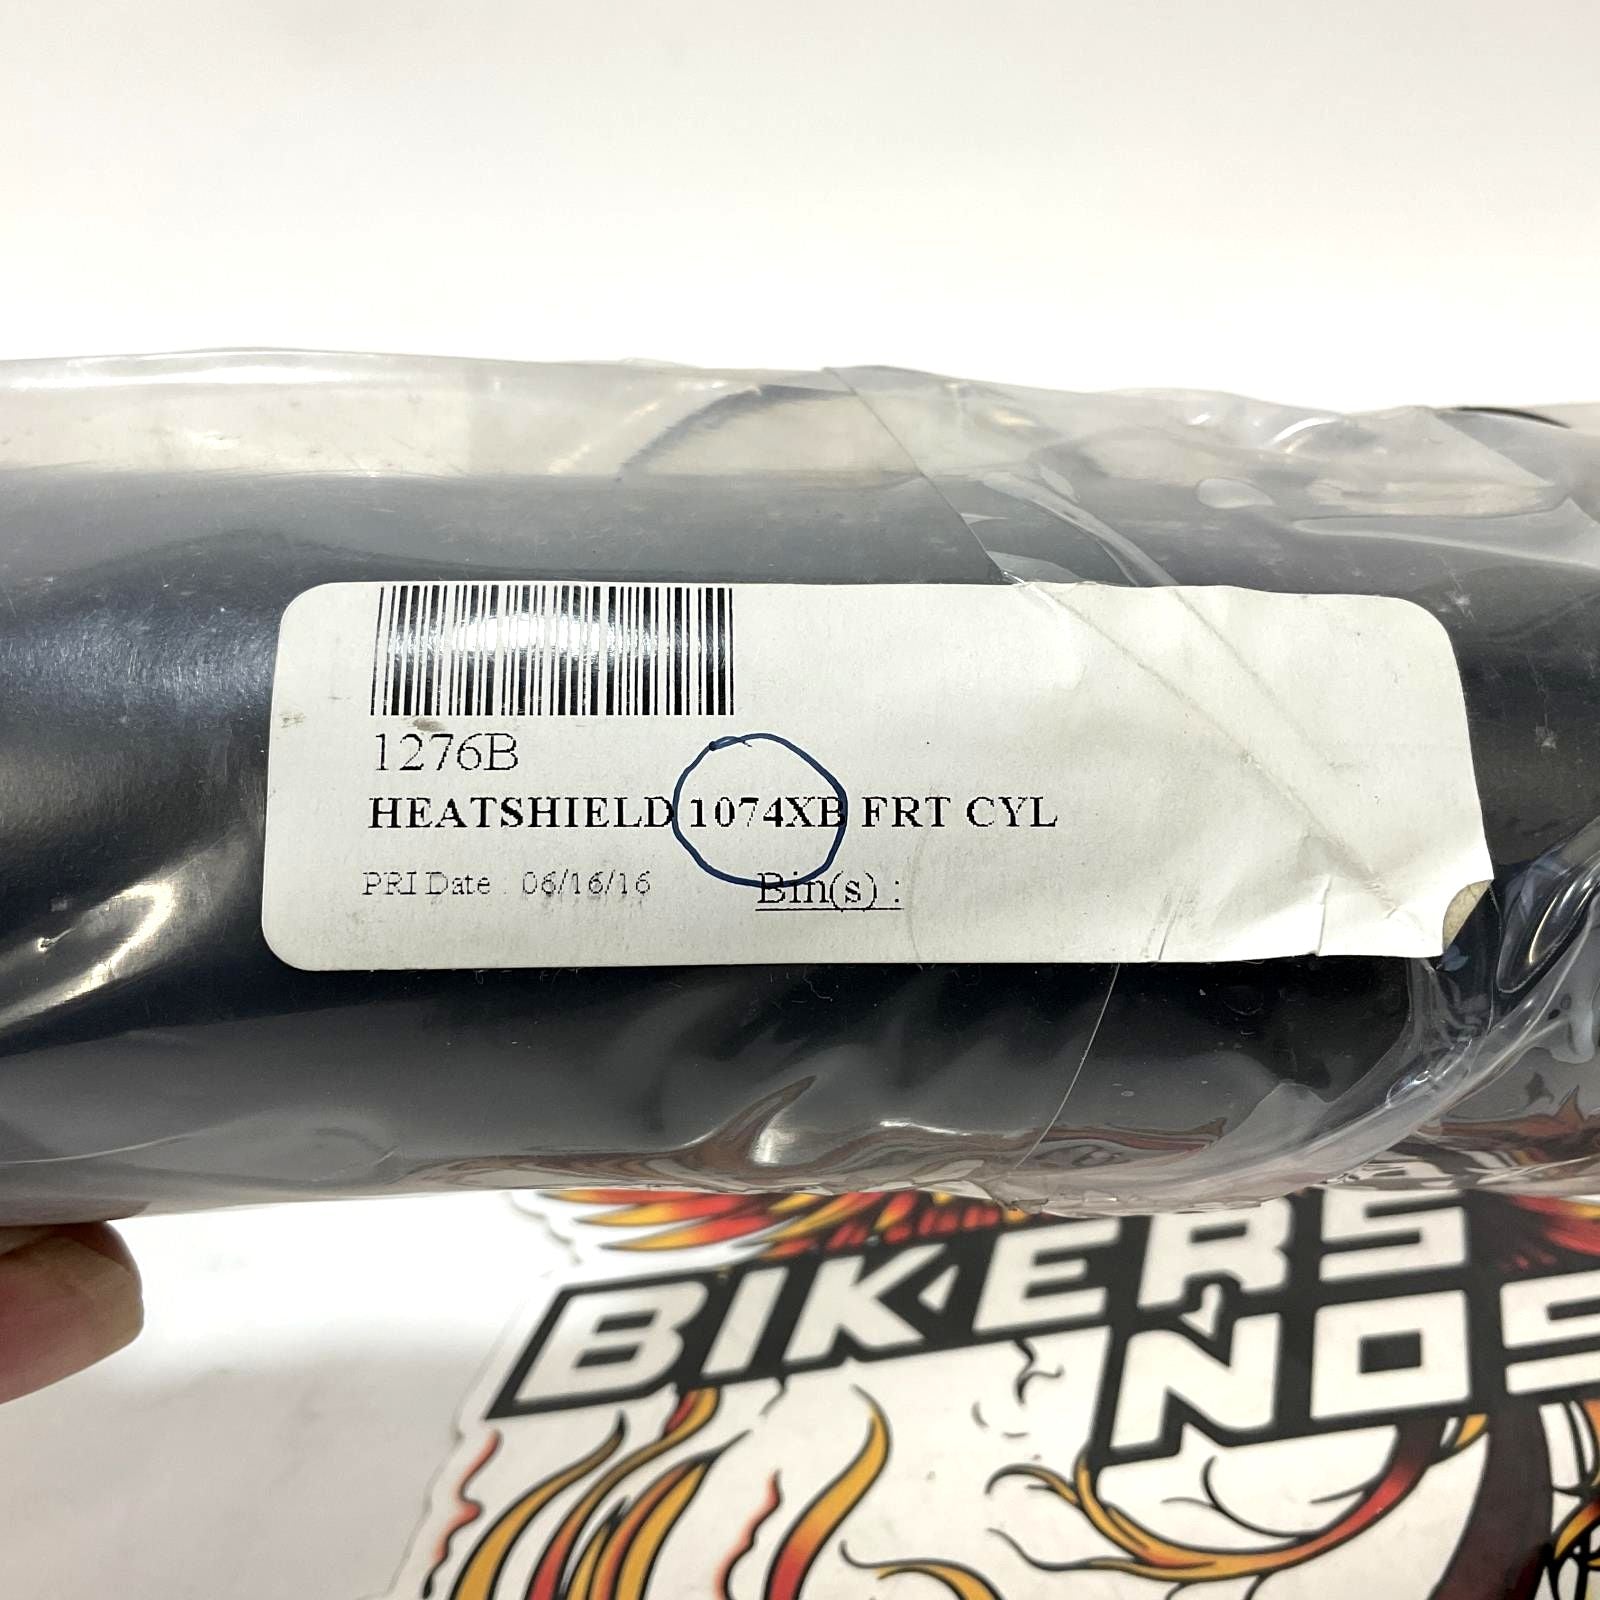 1276B
HEATSHIELD 1074XB FRT CYL
PRI Date : 06/16/16
Bin(s) :
BIKERS
NOS